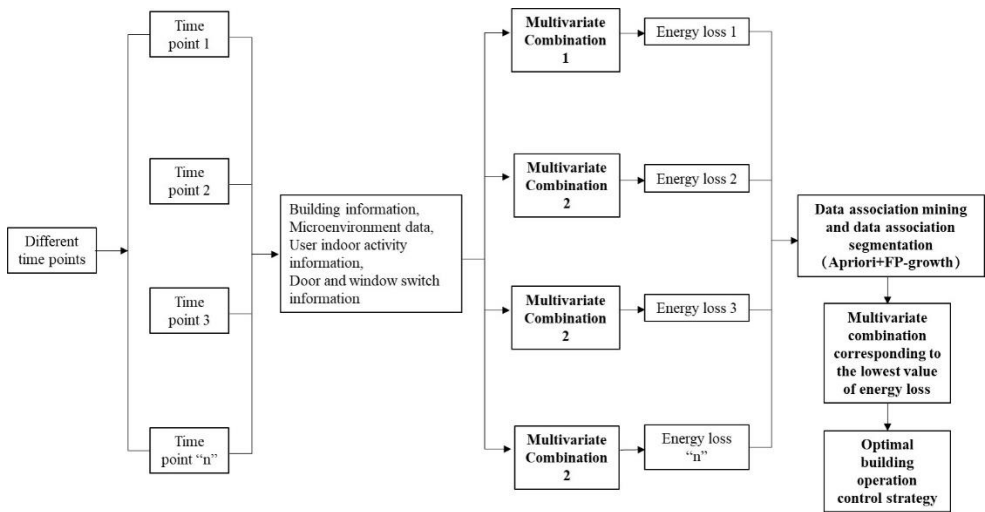 Different
time points
Time
point 1
Time
point 2
Time
point 3
Time
point “n”
Building information,
Microenvironment data,
User indoor activity
information,
Door and window switch
information
Multivariate
Combination
1
Multivariate
Combination
2
Multivariate
Combination
2
Multivariate
Combination
2
Energy loss 1
Energy loss 2
Energy loss 3
Energy loss
“n”
Data association mining
and data association
segmentation
（Apriori+FP-growth）
Multivariate
combination
corresponding to
the lowest value
of energy loss
Optimal
building
operation
control strategy